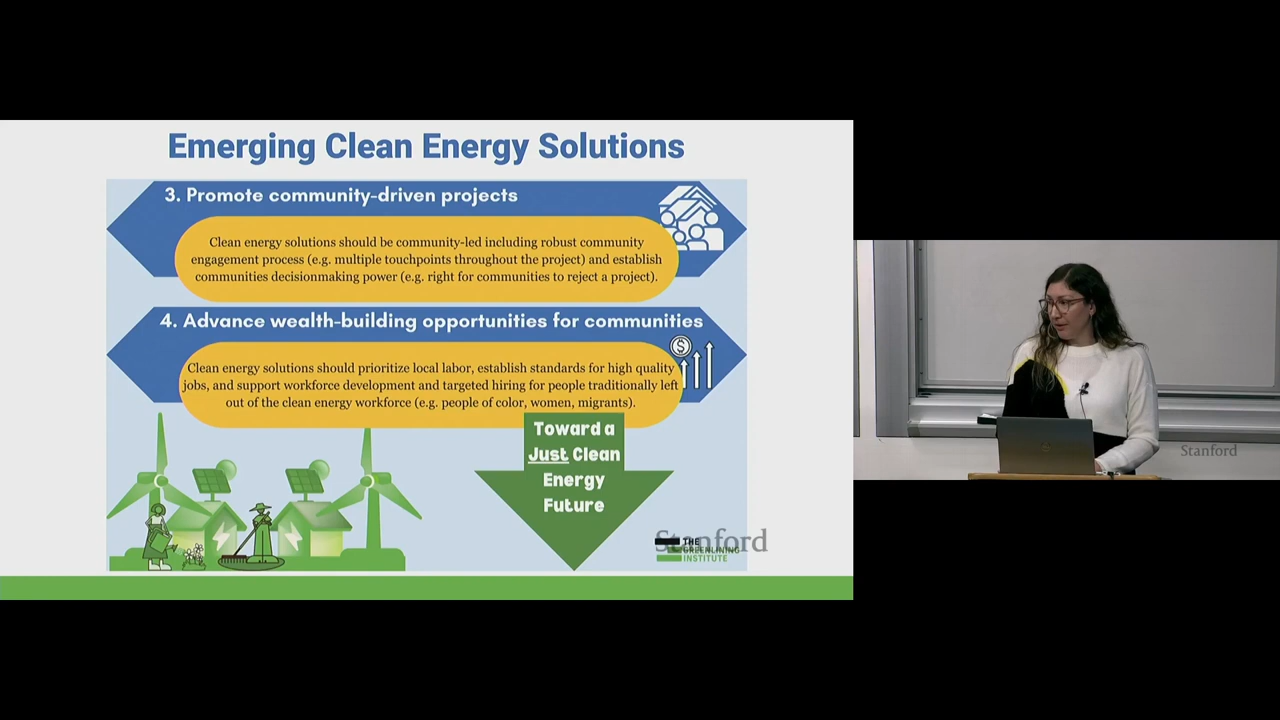 Emerging Clean Energy Solutions
3. Promote community-driven projects
Clean energy solutions should be community-led including robust community
engagement process (e.g. multiple touchpoints throughout the project) and establish
communities decisionmaking power (e.g. right for communities to reject a project).
4. Advance wealth-building opportunities for communities
$
Clean energy solutions should prioritize local labor, establish standards for high quality
jobs, and support workforce development and targeted hiring for people traditionally left
out of the clean energy workforce (e.g. people of color, women, migrants).
Toward a
Just Clean
Energy
Future
Stanford
THE
GREENLINING
INSTITUTE
Stanford